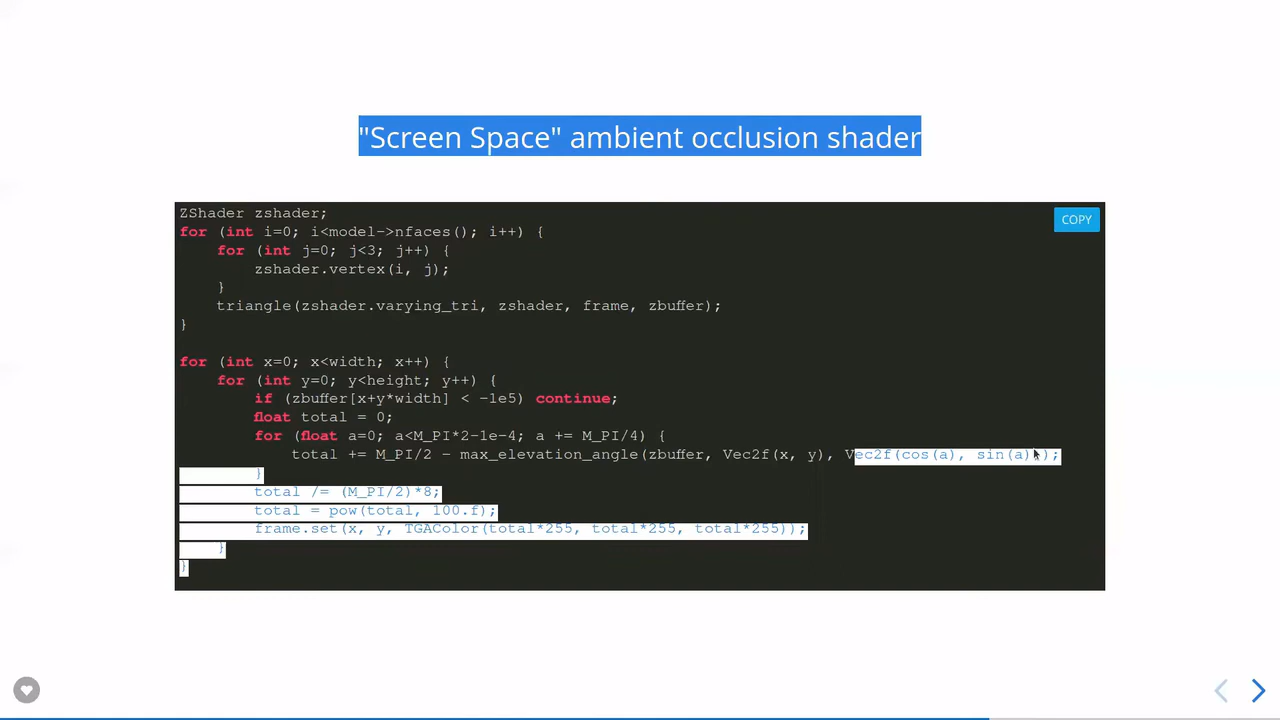 "Screen Space" ambient occlusion shader
COPY
ZShader zshader;
for (int i=0; i<model->nfaces(); i++) {
    for (int j=0; j<3; j++) {
        zshader.vertex(i, j);
    }
    triangle(zshader.varying_tri, zshader, frame, zbuffer);
}
for (int x=0; x<width; x++) {
    for (int y=0; y<height; y++) {
        if (zbuffer[x+y*width] < -1e5) continue;
        float total = 0;
        for (float a=0; a<M_PI*2-1e-4; a += M_PI/4) {
            total += M_PI/2 - max_elevation_angle(zbuffer, Vec2f(x, y), Vec2f(cos(a), sin(a)));
        }
        total /= (M_PI/2)*8;
        total = pow(total, 100.f);
        frame.set(x, y, TGAColor(total*255, total*255, total*255));
    }
}